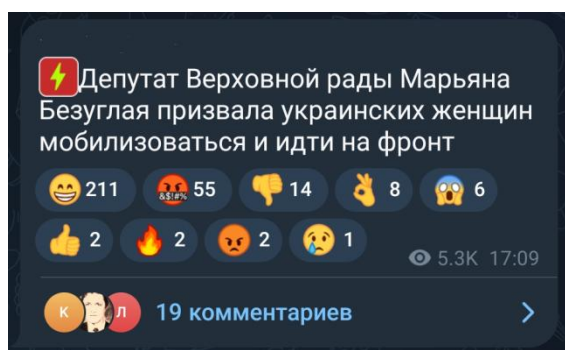 Депутат Верховной рады Марьяна
Безуглая призвала украинских женщин
мобилизоваться и идти на фронт
211 55 14 8 6
2 2 2 1
5.3K 17:09
К Л 19 комментариев